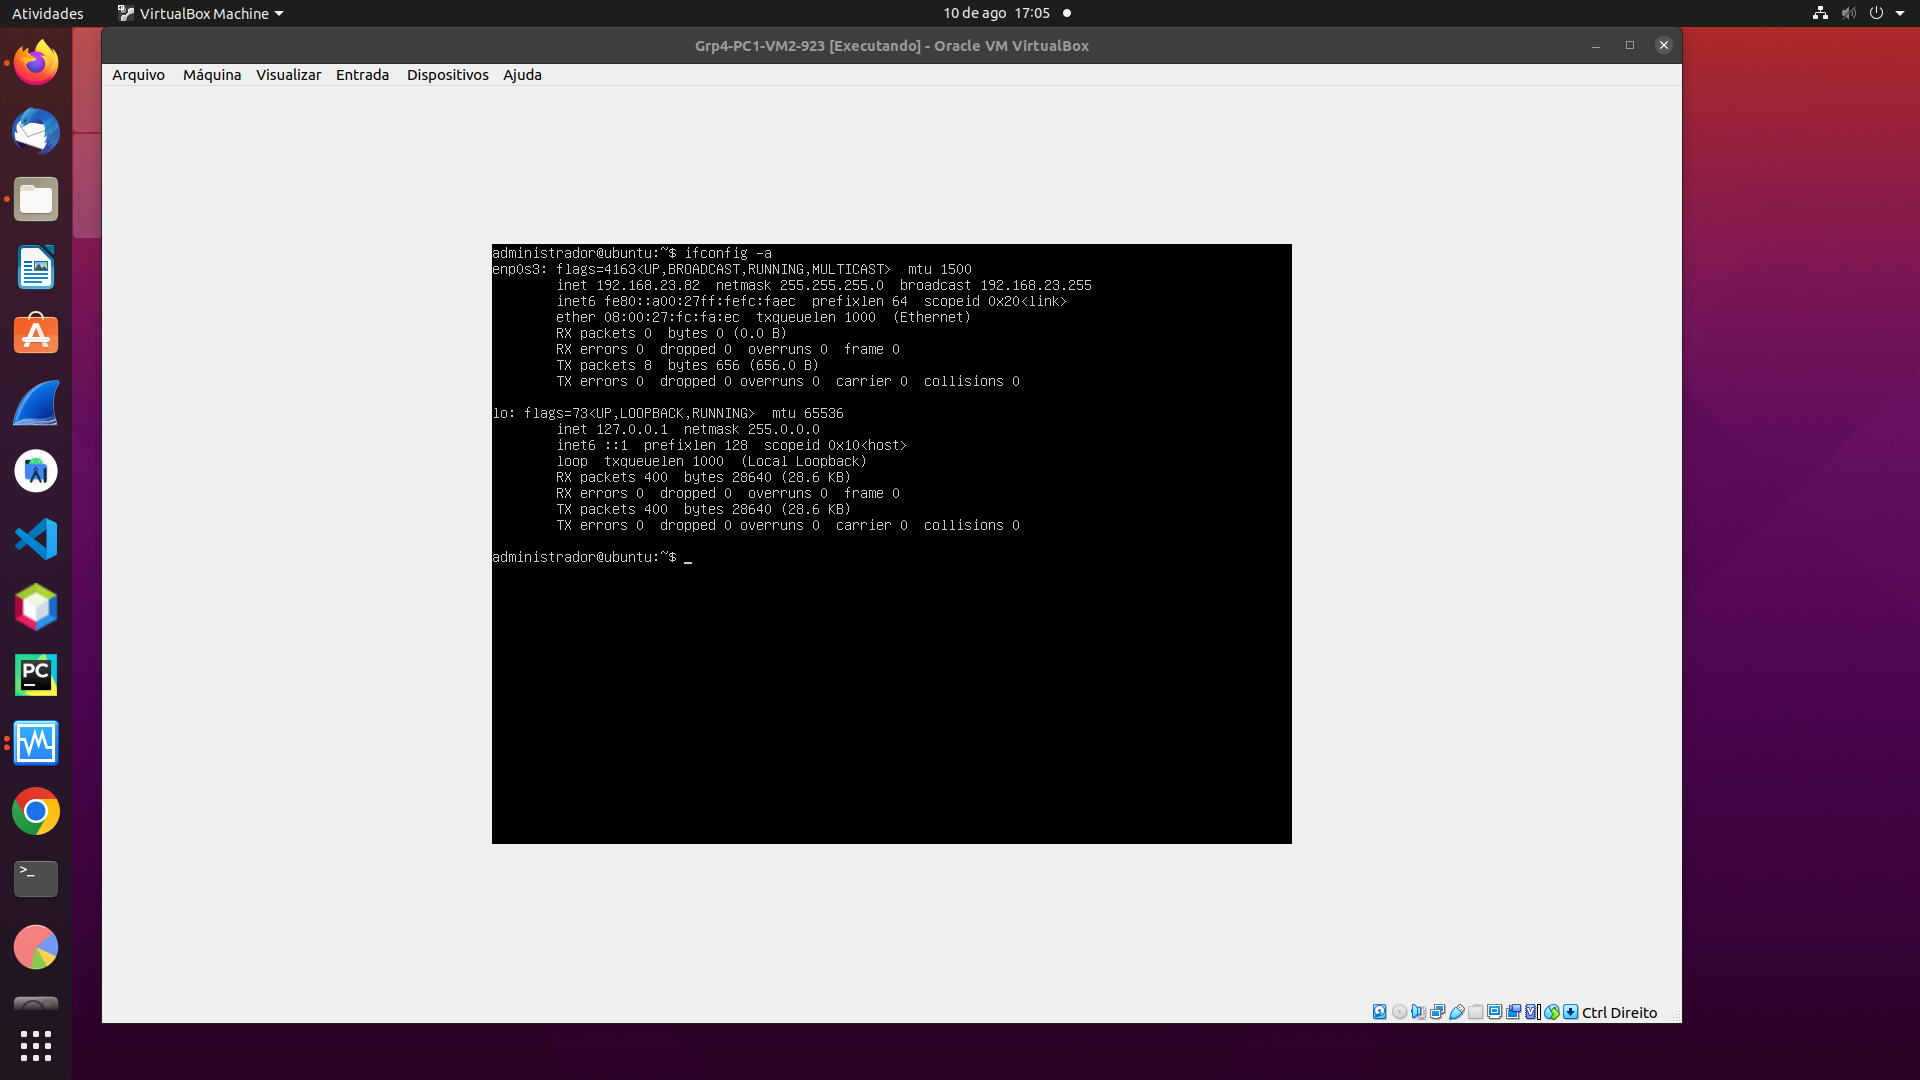 Atividades
VirtualBox Machine
10 de ago 17:05
Grp4-PC1-VM2-923 [Executando] - Oracle VM VirtualBox
Arquivo Máquina Visualizar Entrada Dispositivos Ajuda
administrador@ubuntu:~$ ifconfig -a
enp0s3: flags=4163<UP,BROADCAST,RUNNING,MULTICAST>  mtu 1500
        inet 192.168.23.82  netmask 255.255.255.0  broadcast 192.168.23.255
        inet6 fe80::a00:27ff:fefc:faec  prefixlen 64  scopeid 0x20<link>
        ether 08:00:27:fc:fa:ec  txqueuelen 1000  (Ethernet)
        RX packets 0  bytes 0 (0.0 B)
        RX errors 0  dropped 0  overruns 0  frame 0
        TX packets 8  bytes 656 (656.0 B)
        TX errors 0  dropped 0 overruns 0  carrier 0  collisions 0
lo: flags=73<UP,LOOPBACK,RUNNING>  mtu 65536
        inet 127.0.0.1  netmask 255.0.0.0
        inet6 ::1  prefixlen 128  scopeid 0x10<host>
        loop  txqueuelen 1000  (Local Loopback)
        RX packets 400  bytes 28640 (28.6 KB)
        RX errors 0  dropped 0  overruns 0  frame 0
        TX packets 400  bytes 28640 (28.6 KB)
        TX errors 0  dropped 0 overruns 0  carrier 0  collisions 0
administrador@ubuntu:~$ _
PC
>_
Ctrl Direito